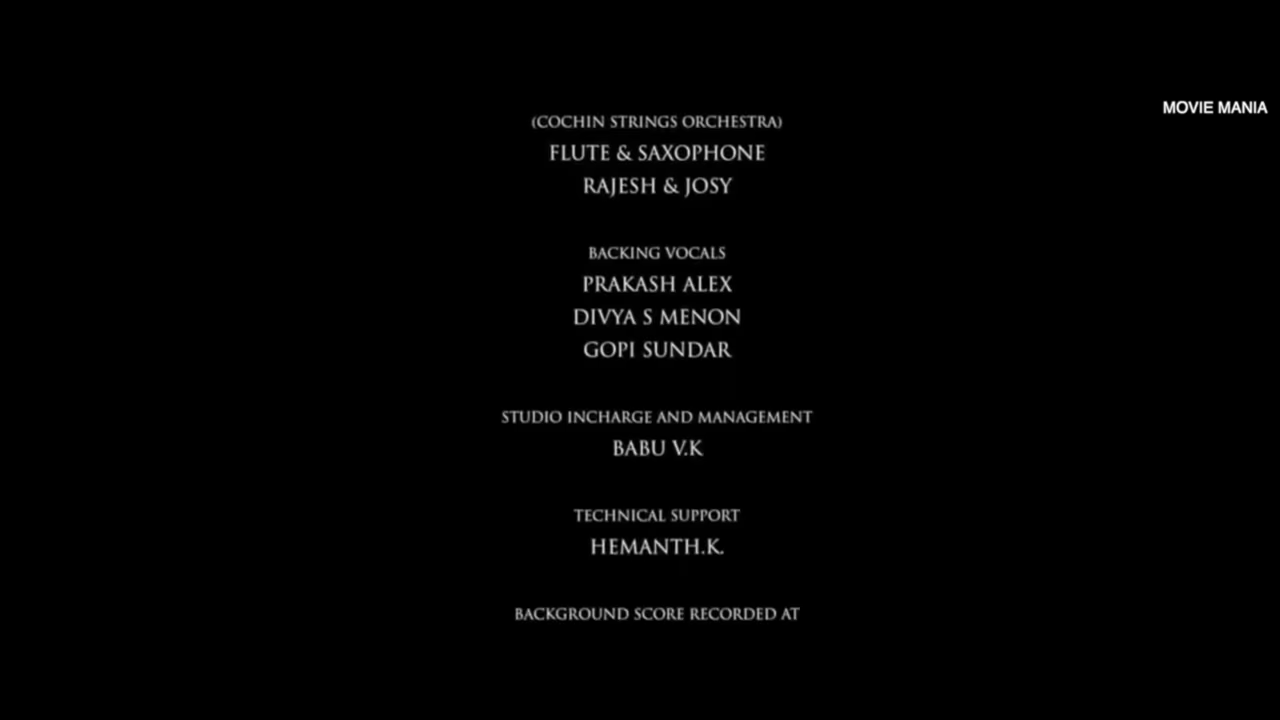 MOVIE MANIA
(COCHIN STRINGS ORCHESTRA)
FLUTE & SAXOPHONE
RAJESH & JOSY
BACKING VOCALS
PRAKASH ALEX
DIVYA S MENON
GOPI SUNDAR
STUDIO INCHARGE AND MANAGEMENT
BABU V.K
TECHNICAL SUPPORT
HEMANTH.K.
BACKGROUND SCORE RECORDED AT